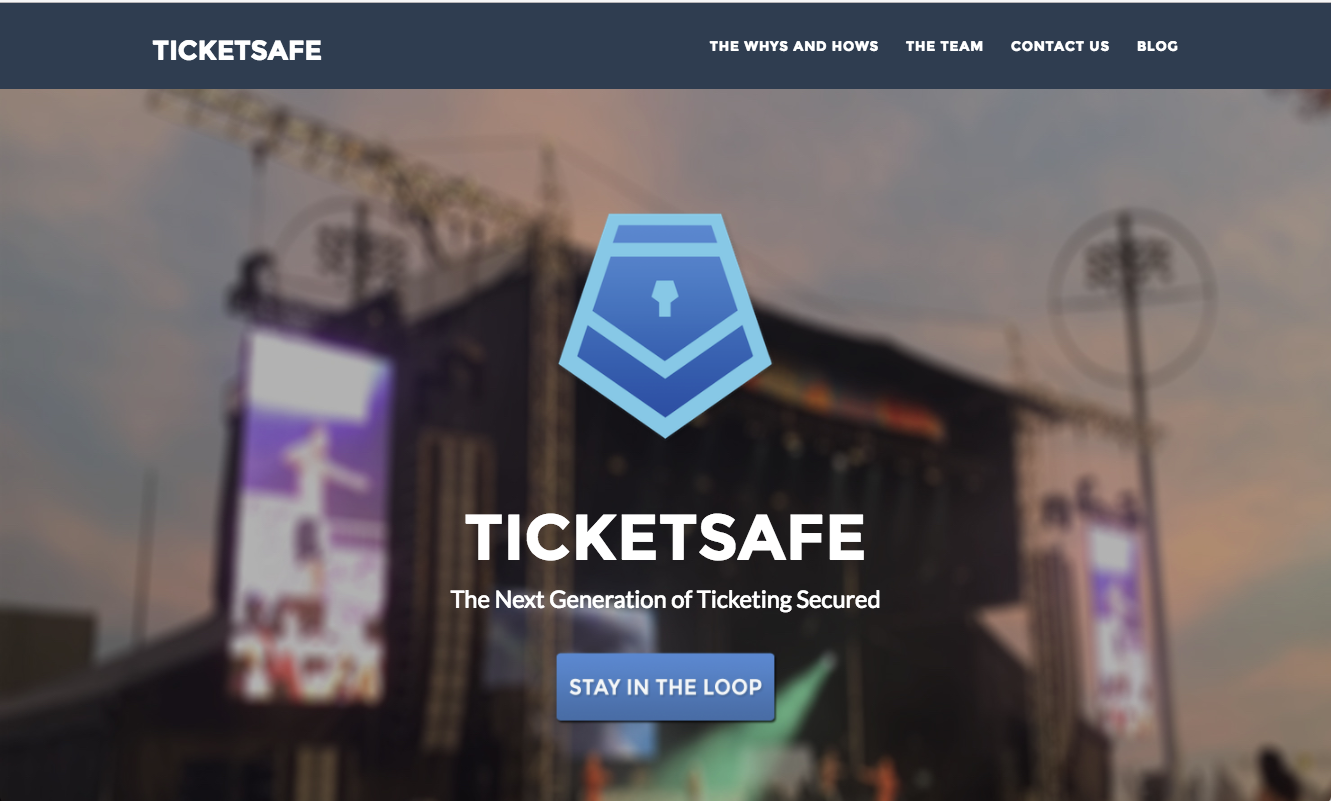 TICKETSAFE
THE WHYS AND HOWS THE TEAM CONTACT US BLOG
TICKETSAFE
The Next Generation of Ticketing Secured
STAY IN THE LOOP